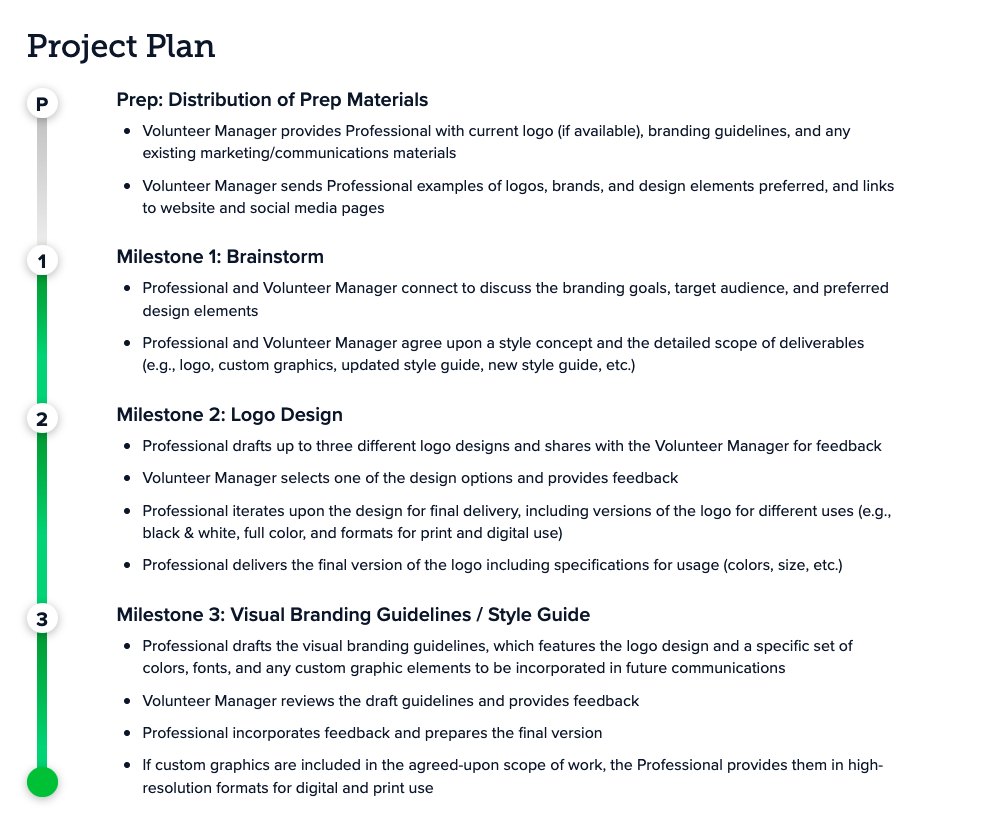 Project Plan
P
Prep: Distribution of Prep Materials
• Volunteer Manager provides Professional with current logo (if available), branding guidelines, and any
existing marketing/communications materials
• Volunteer Manager sends Professional examples of logos, brands, and design elements preferred, and links
to website and social media pages
1
Milestone 1: Brainstorm
• Professional and Volunteer Manager connect to discuss the branding goals, target audience, and preferred
design elements
• Professional and Volunteer Manager agree upon a style concept and the detailed scope of deliverables
(e.g., logo, custom graphics, updated style guide, new style guide, etc.)
2
Milestone 2: Logo Design
• Professional drafts up to three different logo designs and shares with the Volunteer Manager for feedback
• Volunteer Manager selects one of the design options and provides feedback
• Professional iterates upon the design for final delivery, including versions of the logo for different uses (e.g.,
black & white, full color, and formats for print and digital use)
• Professional delivers the final version of the logo including specifications for usage (colors, size, etc.)
3
Milestone 3: Visual Branding Guidelines / Style Guide
• Professional drafts the visual branding guidelines, which features the logo design and a specific set of
colors, fonts, and any custom graphic elements to be incorporated in future communications
• Volunteer Manager reviews the draft guidelines and provides feedback
• Professional incorporates feedback and prepares the final version
• If custom graphics are included in the agreed-upon scope of work, the Professional provides them in high-
resolution formats for digital and print use